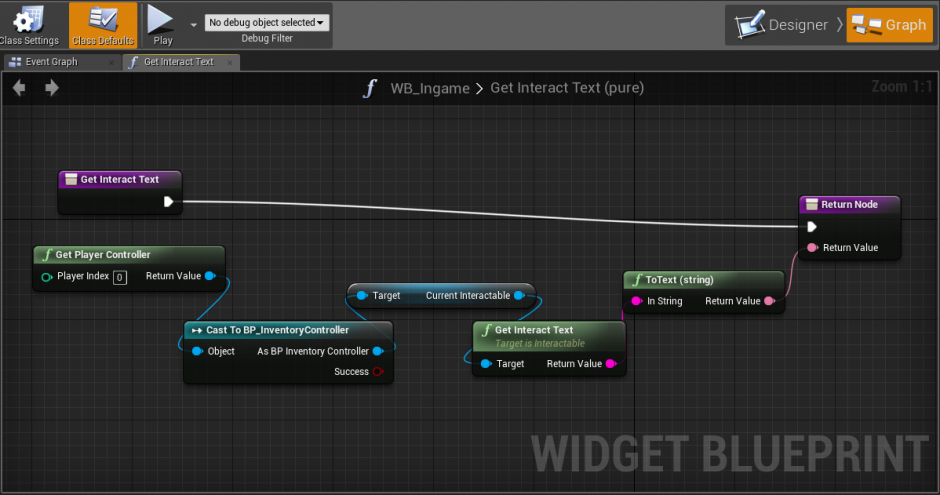 Class Settings
Class Defaults
Play
No debug object selected
Debug Filter
Designer
Graph
Event Graph
Get Interact Text
WB_Ingame > Get Interact Text (pure)
Zoom 1:1
Get Interact Text
Return Node
Return Value
Get Player Controller
Player Index 0 Return Value
ToText (string)
In String Return Value
Target Current Interactable
Cast To BP_InventoryController
Object As BP Inventory Controller
Success
Get Interact Text
Target is Interactable
Target Return Value
WIDGET BLUEPRINT